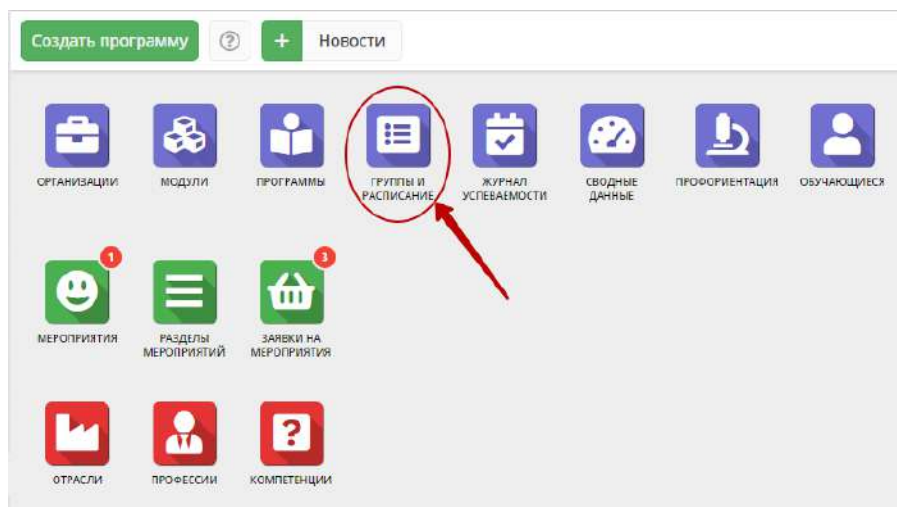 Создать программу
?
+
Новости
ОРГАНИЗАЦИИ
МОДУЛИ
ПРОГРАММЫ
ГРУППЫ И
РАСПИСАНИЕ
ЖУРНАЛ
УСПЕВАЕМОСТИ
СВОДНЫЕ
ДАННЫЕ
ПРОФОРИЕНТАЦИЯ
ОБУЧАЮЩИЕСЯ
1
МЕРОПРИЯТИЯ
РАЗДЕЛЫ
МЕРОПРИЯТИЙ
3
ЗАЯВКИ НА
МЕРОПРИЯТИЯ
ОТРАСЛИ
ПРОФЕССИИ
?
КОМПЕТЕНЦИИ